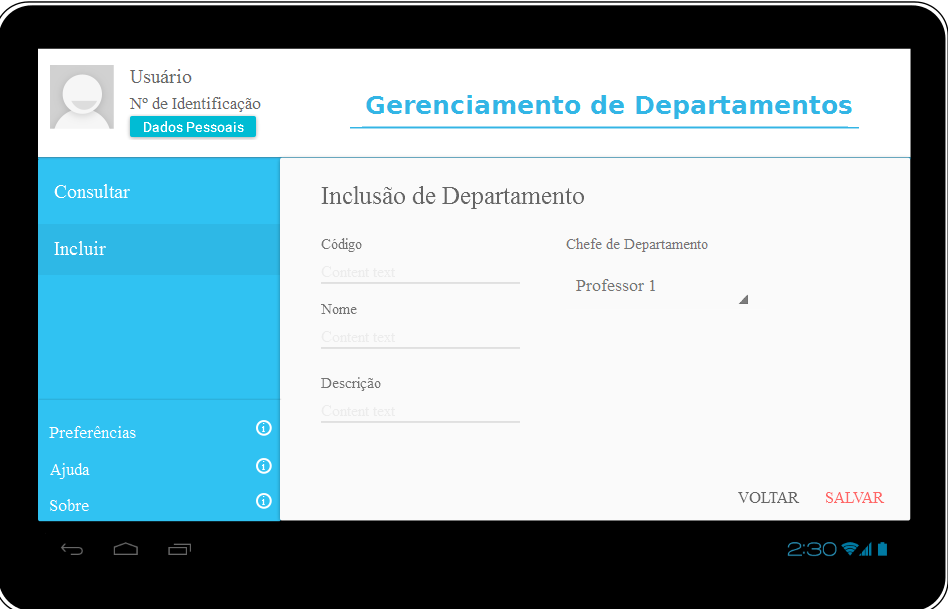 Usuário
Nº de Identificação
Dados Pessoais
Gerenciamento de Departamentos
Consultar
Incluir
Preferências
Ajuda
Sobre
Inclusão de Departamento
Código
Content text
Nome
Content text
Descrição
Content text
Chefe de Departamento
Professor 1
VOLTAR SALVAR
2:30